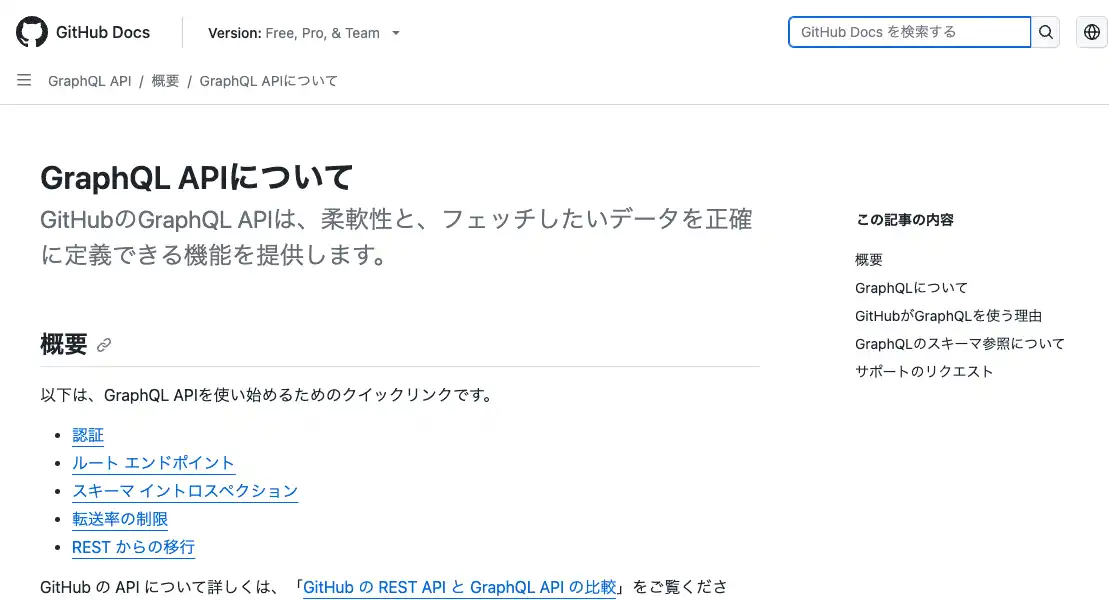 GitHub Docs
Version: Free, Pro, & Team
GitHub Docs を検索する
GraphQL API / 概要 / GraphQL APIについて
GraphQL APIについて
GitHubのGraphQL APIは、柔軟性と、フェッチしたいデータを正確
に定義できる機能を提供します。
概要
以下は、GraphQL APIを使い始めるためのクイックリンクです。
• 認証
• ルート エンドポイント
• スキーマ イントロスペクション
• 転送率の制限
• REST からの移行
GitHub の API について詳しくは、「GitHub の REST API と GraphQL API の比較」をご覧くださ
この記事の内容
概要
GraphQLについて
GitHubがGraphQLを使う理由
GraphQLのスキーマ参照について
サポートのリクエスト